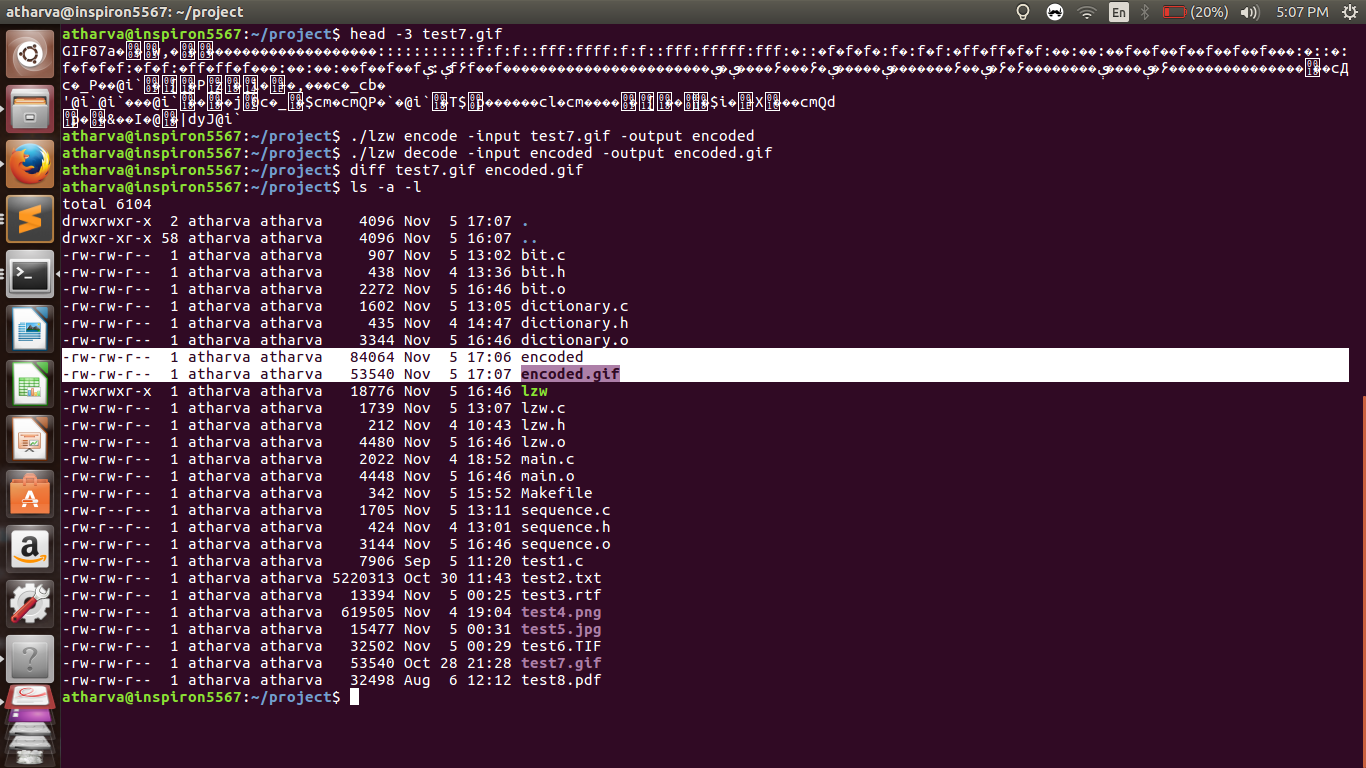 atharva@inspiron5567: ~/project
En
(20%)
5:07 PM
atharva@inspiron5567:~/project$ head -3 test7.gif
GIF87a
atharva@inspiron5567:~/project$ ./lzw encode -input test7.gif -output encoded
atharva@inspiron5567:~/project$ ./lzw decode -input encoded -output encoded.gif
atharva@inspiron5567:~/project$ diff test7.gif encoded.gif
atharva@inspiron5567:~/project$ ls -a -l
total 6104
drwxrwxr-x  2 atharva atharva    4096 Nov  5 17:07 .
drwxr-xr-x 58 atharva atharva    4096 Nov  5 16:07 ..
-rw-rw-r--  1 atharva atharva     907 Nov  5 13:02 bit.c
-rw-rw-r--  1 atharva atharva     438 Nov  4 13:36 bit.h
-rw-rw-r--  1 atharva atharva    2272 Nov  5 16:46 bit.o
-rw-rw-r--  1 atharva atharva    1602 Nov  5 13:05 dictionary.c
-rw-rw-r--  1 atharva atharva     435 Nov  4 14:47 dictionary.h
-rw-rw-r--  1 atharva atharva    3344 Nov  5 16:46 dictionary.o
-rw-rw-r--  1 atharva atharva   84064 Nov  5 17:06 encoded
-rw-rw-r--  1 atharva atharva   53540 Nov  5 17:07 encoded.gif
-rwxrwxr-x  1 atharva atharva   18776 Nov  5 16:46 lzw
-rw-rw-r--  1 atharva atharva    1739 Nov  5 13:07 lzw.c
-rw-rw-r--  1 atharva atharva     212 Nov  4 10:43 lzw.h
-rw-rw-r--  1 atharva atharva    4480 Nov  5 16:46 lzw.o
-rw-rw-r--  1 atharva atharva    2022 Nov  4 18:52 main.c
-rw-rw-r--  1 atharva atharva    4448 Nov  5 16:46 main.o
-rw-rw-r--  1 atharva atharva     342 Nov  5 15:52 Makefile
-rw-r--r--  1 atharva atharva    1705 Nov  5 13:11 sequence.c
-rw-rw-r--  1 atharva atharva     424 Nov  4 13:01 sequence.h
-rw-rw-r--  1 atharva atharva    3144 Nov  5 16:46 sequence.o
-rw-rw-r--  1 atharva atharva    7906 Sep  5 11:20 test1.c
-rw-rw-r--  1 atharva atharva 5220313 Oct 30 11:43 test2.txt
-rw-rw-r--  1 atharva atharva   13394 Nov  5 00:25 test3.rtf
-rw-rw-r--  1 atharva atharva  619505 Nov  4 19:04 test4.png
-rw-rw-r--  1 atharva atharva   15477 Nov  5 00:31 test5.jpg
-rw-rw-r--  1 atharva atharva   32502 Nov  5 00:29 test6.TIF
-rw-rw-r--  1 atharva atharva   53540 Oct 28 21:28 test7.gif
-rw-rw-r--  1 atharva atharva   32498 Aug  6 12:12 test8.pdf
atharva@inspiron5567:~/project$